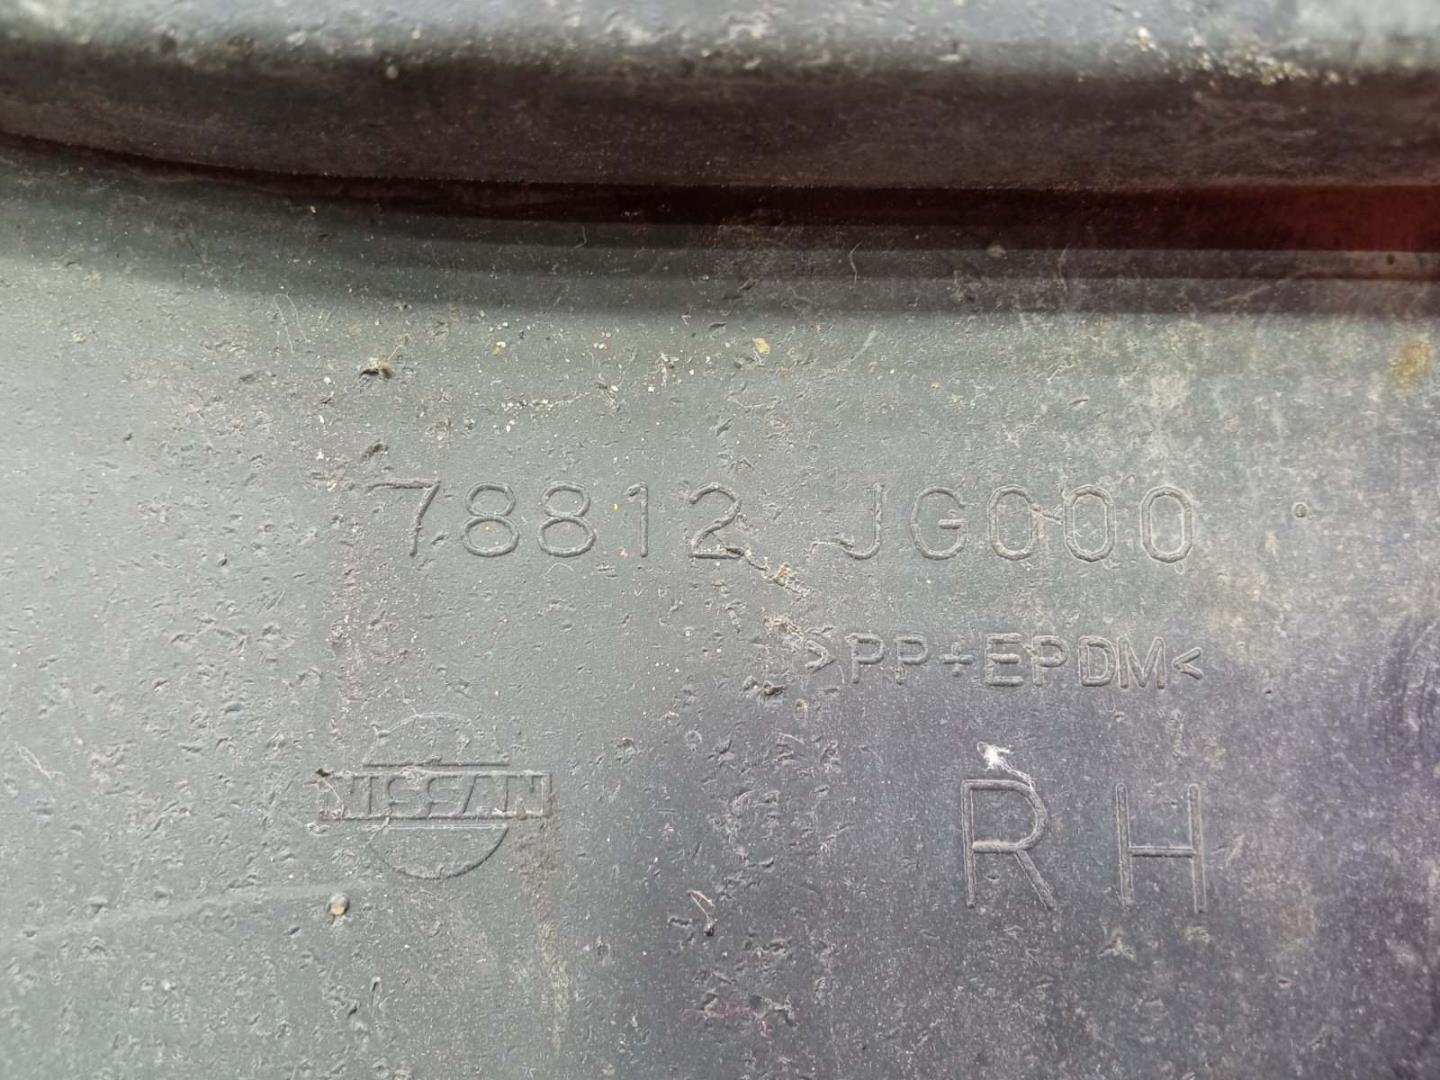 78812 JG000
>PP+EPDM<
NISSAN
RH